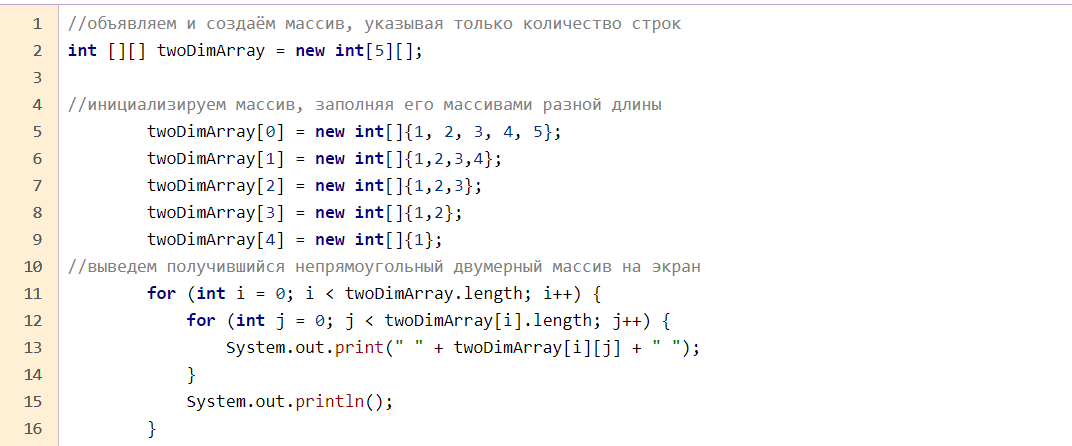 1 //объявляем и создаём массив, указывая только количество строк
2 int [][] twoDimArray = new int[5][];
3
4 //инициализируем массив, заполняя его массивами разной длины
5         twoDimArray[0] = new int[]{1, 2, 3, 4, 5};
6         twoDimArray[1] = new int[]{1,2,3,4};
7         twoDimArray[2] = new int[]{1,2,3};
8         twoDimArray[3] = new int[]{1,2};
9         twoDimArray[4] = new int[]{1};
10 //выведем получившийся непрямоугольный двумерный массив на экран
11         for (int i = 0; i < twoDimArray.length; i++) {
12             for (int j = 0; j < twoDimArray[i].length; j++) {
13                 System.out.print(" " + twoDimArray[i][j] + " ");
14             }
15             System.out.println();
16         }